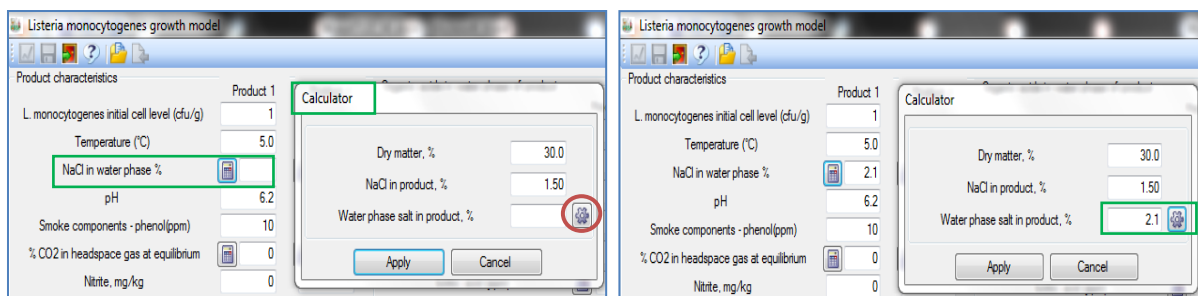 Listeria monocytogenes growth model
Product characteristics
Product 1
L. monocytogenes initial cell level (cfu/g) 1
Temperature (°C) 5.0
NaCl in water phase %
pH 6.2
Smoke components - phenol(ppm) 10
% CO2 in headspace gas at equilibrium 0
Nitrite, mg/kg 0
Calculator
Dry matter, % 30.0
NaCl in product, % 1.50
Water phase salt in product, %
Apply Cancel
Listeria monocytogenes growth model
Product characteristics
Product 1
L. monocytogenes initial cell level (cfu/g) 1
Temperature (°C) 5.0
NaCl in water phase % 2.1
pH 6.2
Smoke components - phenol(ppm) 10
% CO2 in headspace gas at equilibrium 0
Nitrite, mg/kg 0
Calculator
Dry matter, % 30.0
NaCl in product, % 1.50
Water phase salt in product, % 2.1
Apply Cancel